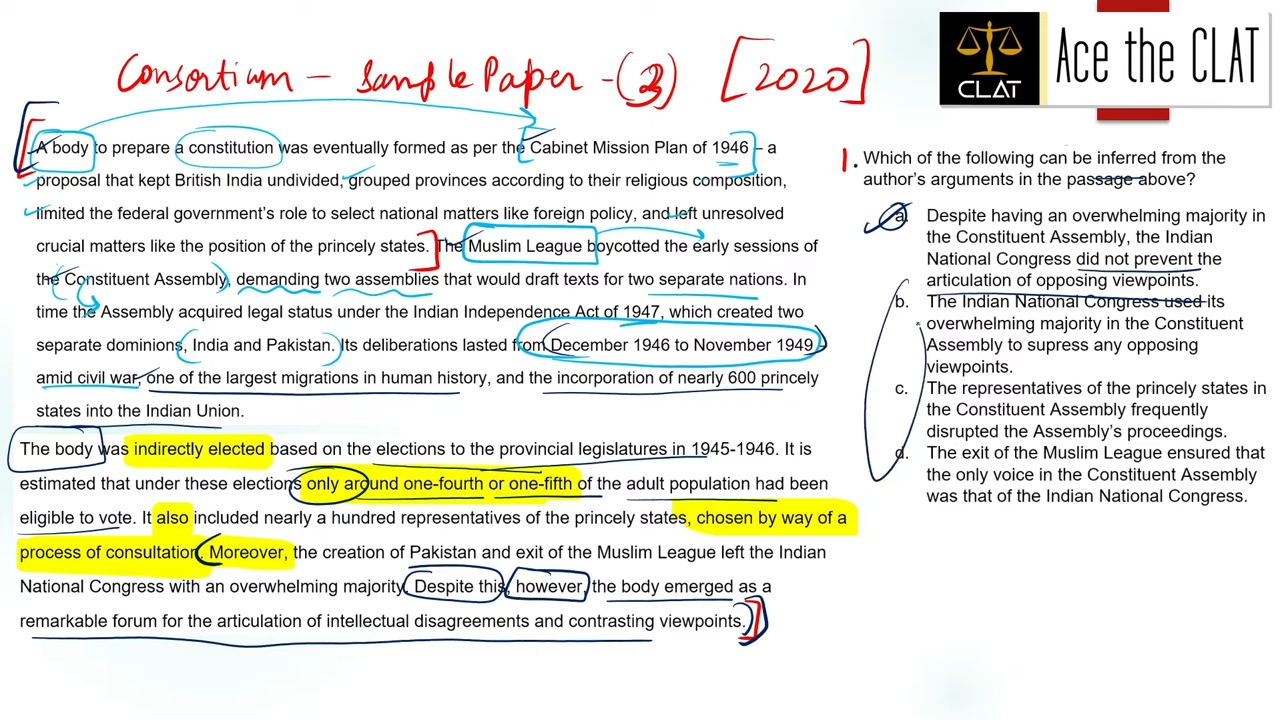 Consortium - Sample Paper - (3) [2020]
CLAT
Ace the CLAT
A body to prepare a constitution was eventually formed as per the Cabinet Mission Plan of 1946 – a
proposal that kept British India undivided, grouped provinces according to their religious composition,
limited the federal government's role to select national matters like foreign policy, and left unresolved
crucial matters like the position of the princely states. The Muslim League boycotted the early sessions of
the Constituent Assembly, demanding two assemblies that would draft texts for two separate nations. In
time the Assembly acquired legal status under the Indian Independence Act of 1947, which created two
separate dominions, India and Pakistan. Its deliberations lasted from December 1946 to November 1949 –
amid civil war, one of the largest migrations in human history, and the incorporation of nearly 600 princely
states into the Indian Union.
The body was indirectly elected based on the elections to the provincial legislatures in 1945-1946. It is
estimated that under these elections only around one-fourth or one-fifth of the adult population had been
eligible to vote. It also included nearly a hundred representatives of the princely states, chosen by way of a
process of consultation. Moreover, the creation of Pakistan and exit of the Muslim League left the Indian
National Congress with an overwhelming majority. Despite this, however, the body emerged as a
remarkable forum for the articulation of intellectual disagreements and contrasting viewpoints.
1. Which of the following can be inferred from the
author's arguments in the passage above?
a. Despite having an overwhelming majority in
the Constituent Assembly, the Indian
National Congress did not prevent the
articulation of opposing viewpoints.
b. The Indian National Congress used its
overwhelming majority in the Constituent
Assembly to supress any opposing
viewpoints.
c. The representatives of the princely states in
the Constituent Assembly frequently
disrupted the Assembly's proceedings.
d. The exit of the Muslim League ensured that
the only voice in the Constituent Assembly
was that of the Indian National Congress.